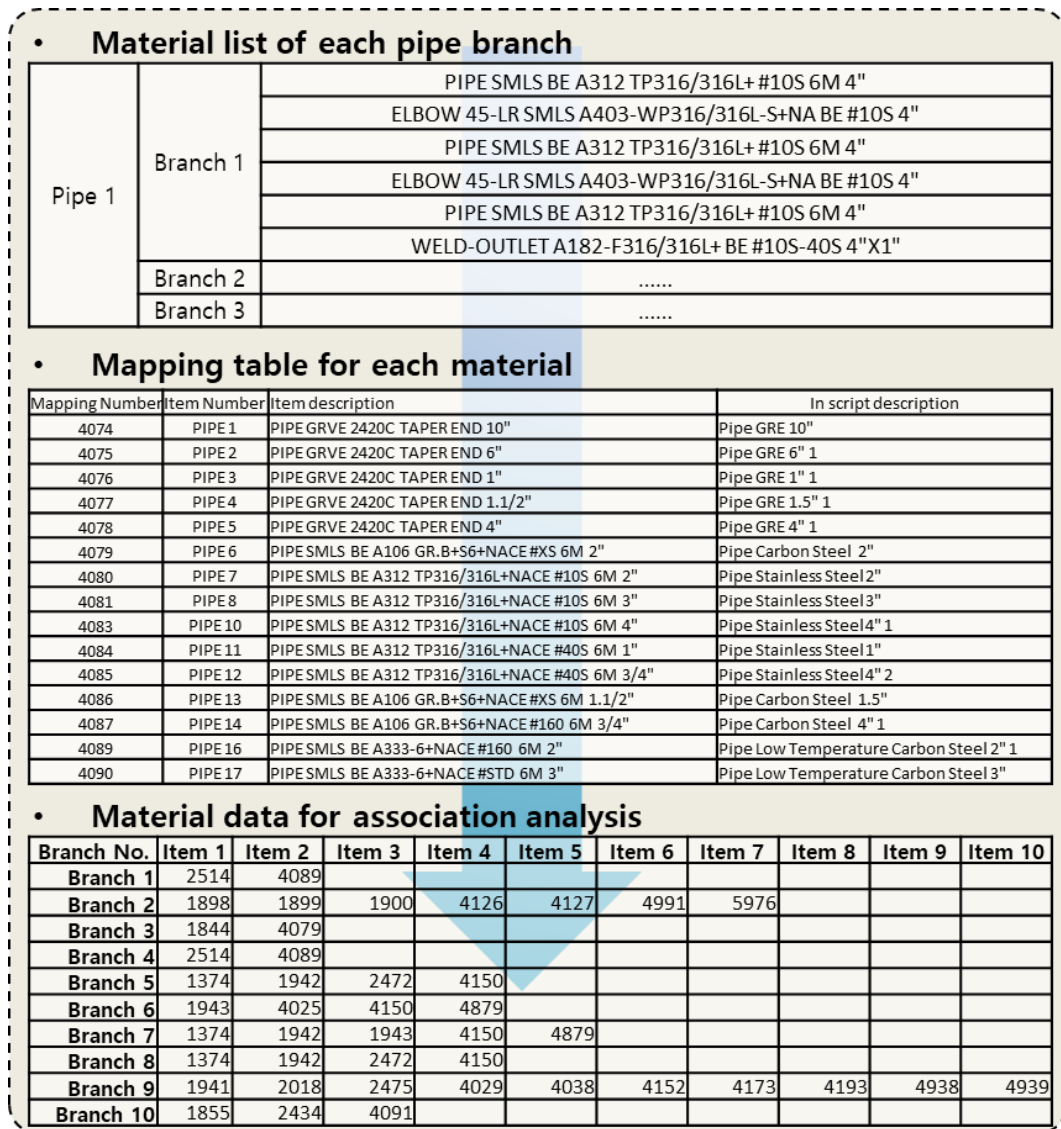 • Material list of each pipe branch
Pipe 1
Branch 1
PIPE SMLS BE A312 TP316/316L+ #10S 6M 4"
ELBOW 45-LR SMLS A403-WP316/316L-S+NA BE #10S 4"
PIPE SMLS BE A312 TP316/316L+ #10S 6M 4"
ELBOW 45-LR SMLS A403-WP316/316L-S+NA BE #10S 4"
PIPE SMLS BE A312 TP316/316L+ #10S 6M 4"
WELD-OUTLET A182-F316/316L+ BE #10S-40S 4"X1"
Branch 2 ......
Branch 3 ......
• Mapping table for each material
Mapping Number Item Number Item description In script description
4074 PIPE 1 PIPE GRVE 2420C TAPER END 10" Pipe GRE 10"
4075 PIPE 2 PIPE GRVE 2420C TAPER END 6" Pipe GRE 6" 1
4076 PIPE 3 PIPE GRVE 2420C TAPER END 1" Pipe GRE 1" 1
4077 PIPE 4 PIPE GRVE 2420C TAPER END 1.1/2" Pipe GRE 1.5" 1
4078 PIPE 5 PIPE GRVE 2420C TAPER END 4" Pipe GRE 4" 1
4079 PIPE 6 PIPE SMLS BE A106 GR.B+S6+NACE #XS 6M 2" Pipe Carbon Steel 2"
4080 PIPE 7 PIPE SMLS BE A312 TP316/316L+NACE #10S 6M 2" Pipe Stainless Steel 2"
4081 PIPE 8 PIPE SMLS BE A312 TP316/316L+NACE #10S 6M 3" Pipe Stainless Steel 3"
4083 PIPE 10 PIPE SMLS BE A312 TP316/316L+NACE #10S 6M 4" Pipe Stainless Steel 4" 1
4084 PIPE 11 PIPE SMLS BE A312 TP316/316L+NACE #40S 6M 1" Pipe Stainless Steel 1"
4085 PIPE 12 PIPE SMLS BE A312 TP316/316L+NACE #40S 6M 3/4" Pipe Stainless Steel 4" 2
4086 PIPE 13 PIPE SMLS BE A106 GR.B+S6+NACE #XS 6M 1.1/2" Pipe Carbon Steel 1.5"
4087 PIPE 14 PIPE SMLS BE A106 GR.B+S6+NACE #160 6M 3/4" Pipe Carbon Steel 4" 1
4089 PIPE 16 PIPE SMLS BE A333-6+NACE #160 6M 2" Pipe Low Temperature Carbon Steel 2" 1
4090 PIPE 17 PIPE SMLS BE A333-6+NACE #STD 6M 3" Pipe Low Temperature Carbon Steel 3"
• Material data for association analysis
Branch No. Item 1 Item 2 Item 3 Item 4 Item 5 Item 6 Item 7 Item 8 Item 9 Item 10
Branch 1 2514 4089
Branch 2 1898 1899 1900 4126 4127 4991 5976
Branch 3 1844 4079
Branch 4 2514 4089
Branch 5 1374 1942 2472 4150
Branch 6 1943 4025 4150 4879
Branch 7 1374 1942 1943 4150 4879
Branch 8 1374 1942 2472 4150
Branch 9 1941 2018 2475 4029 4038 4152 4173 4193 4938 4939
Branch 10 1855 2434 4091